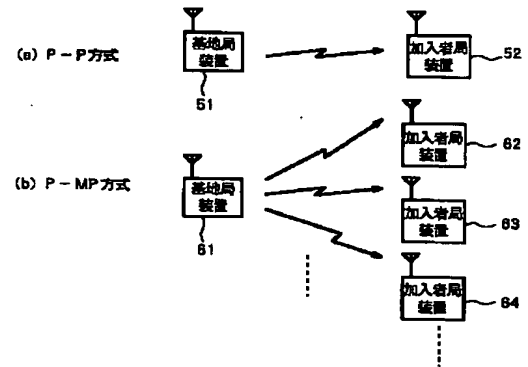 (a) P-P方式
基地局
装置
51
加入者局
装置
52
(b) P-MP方式
基地局
装置
61
加入者局
装置
62
加入者局
装置
63
加入者局
装置
64